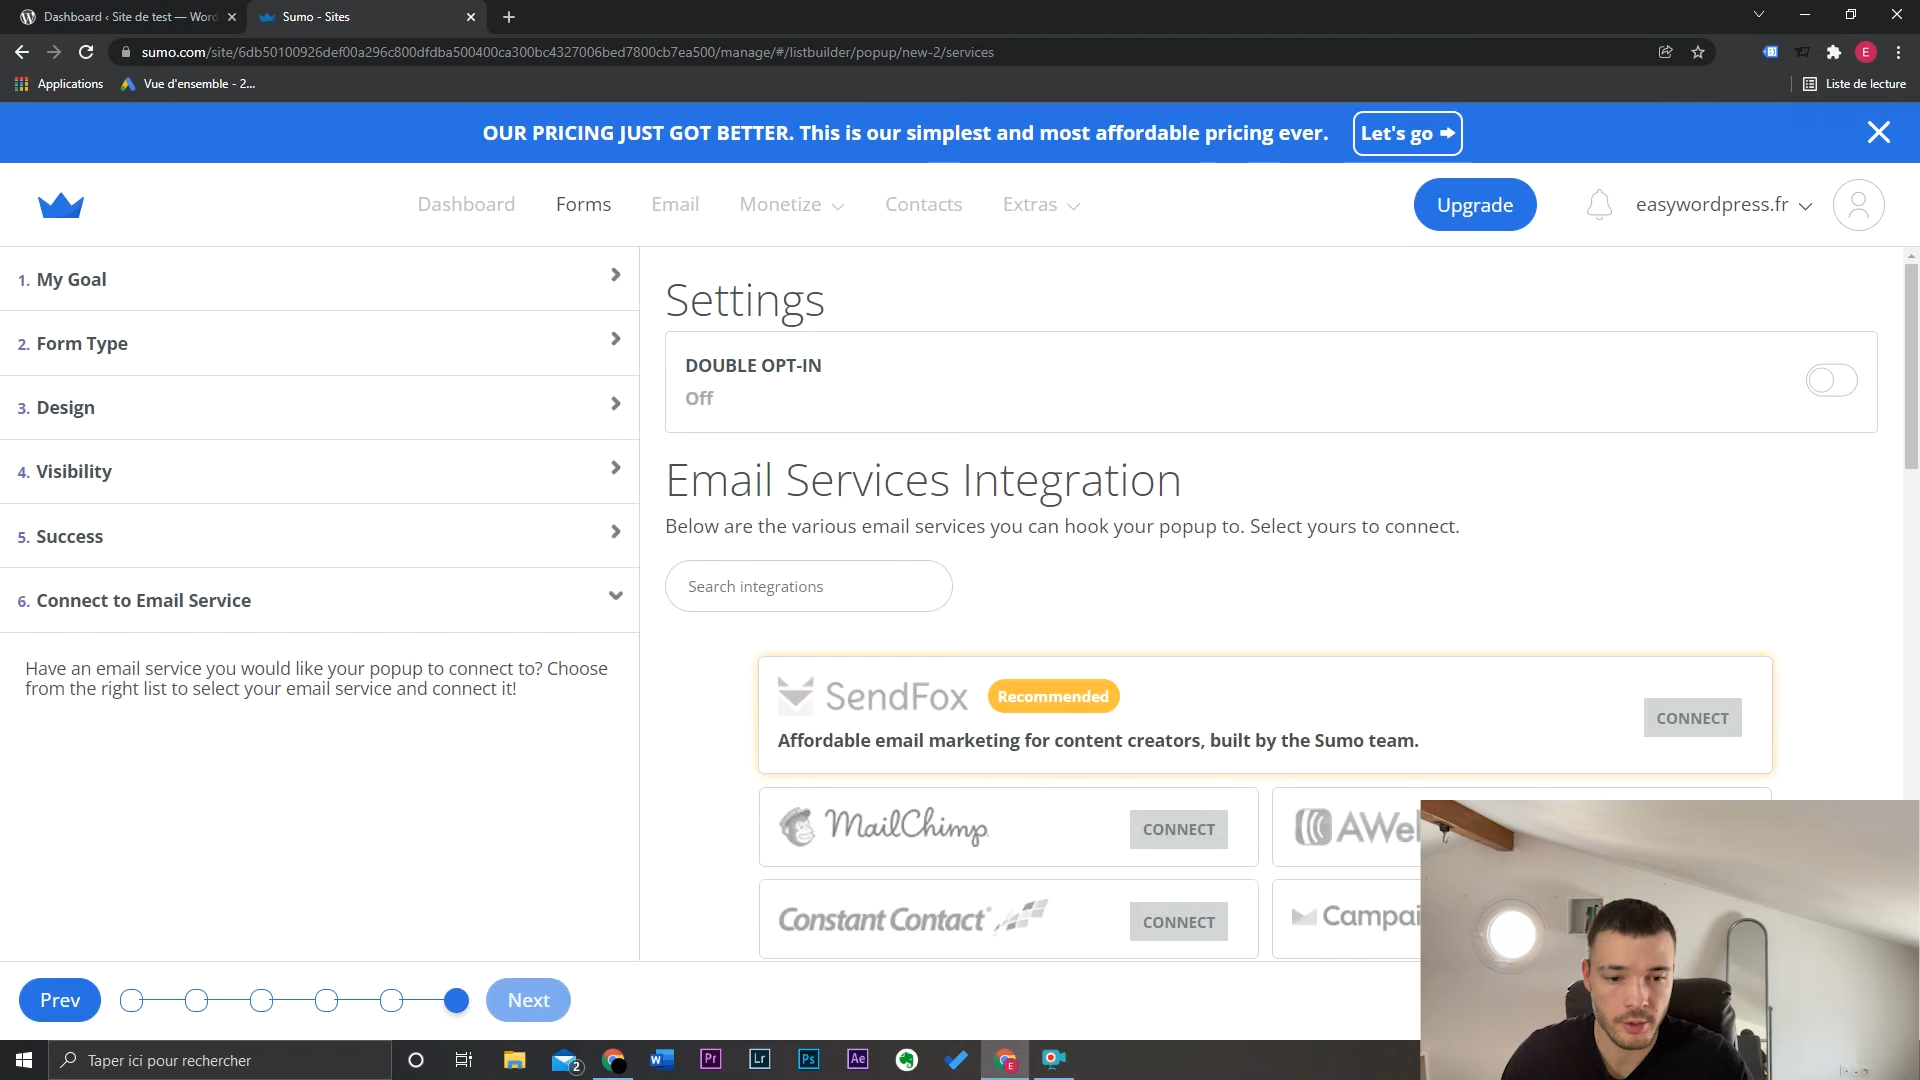 Dashboard ‹ Site de test — Word
Sumo - Sites
sumo.com/site/6db50100926def00a296c800dfdba500400ca300bc4327006bed7800cb7ea500/manage/#/listbuilder/popup/new-2/services
E
Applications
Vue d'ensemble - 2...
Liste de lecture
OUR PRICING JUST GOT BETTER. This is our simplest and most affordable pricing ever.
Let's go
Dashboard
Forms
Email
Monetize
Contacts
Extras
Upgrade
easywordpress.fr
1. My Goal
2. Form Type
3. Design
4. Visibility
5. Success
6. Connect to Email Service
Have an email service you would like your popup to connect to? Choose
from the right list to select your email service and connect it!
Settings
DOUBLE OPT-IN
Off
Email Services Integration
Below are the various email services you can hook your popup to. Select yours to connect.
Search integrations
SendFox
Recommended
Affordable email marketing for content creators, built by the Sumo team.
CONNECT
MailChimp
CONNECT
AWe
Constant Contact
CONNECT
Campai
Prev
Next
Taper ici pour rechercher
2
W
Pr
Lr
Ps
Ae
E